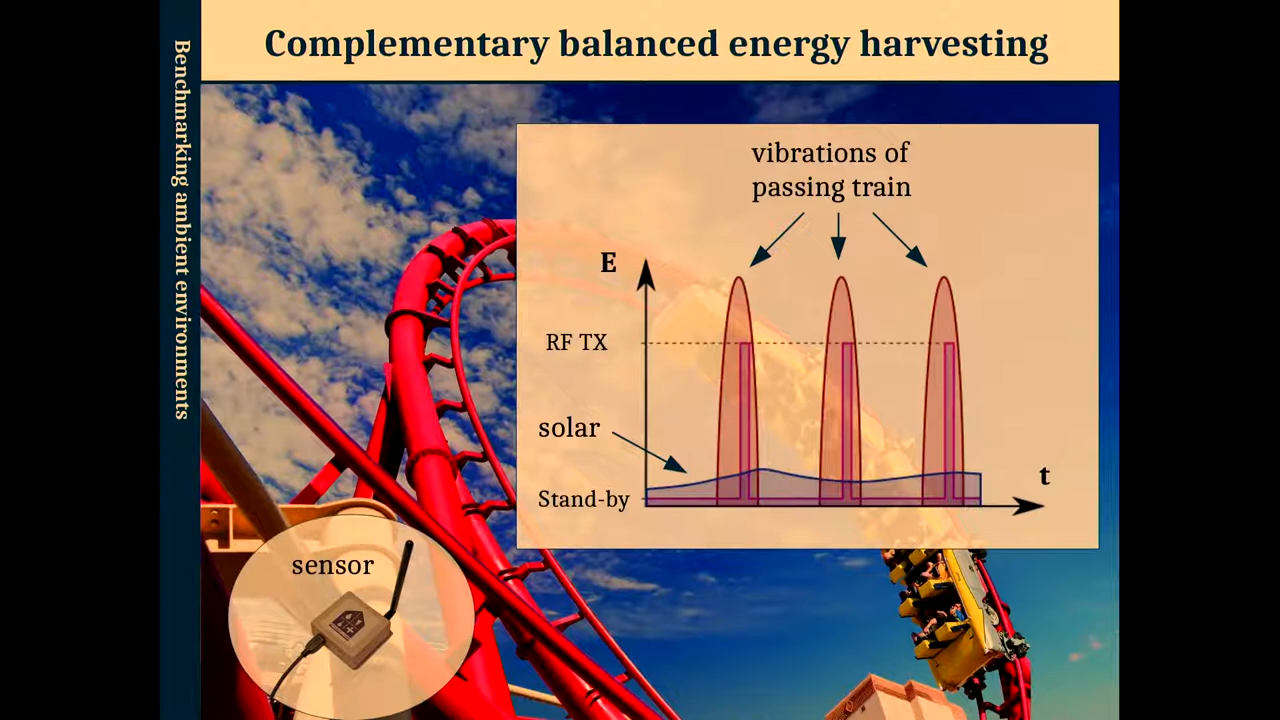 Complementary balanced energy harvesting
Benchmarking ambient environments
vibrations of
passing train
E
RF TX
solar
Stand-by
t
sensor